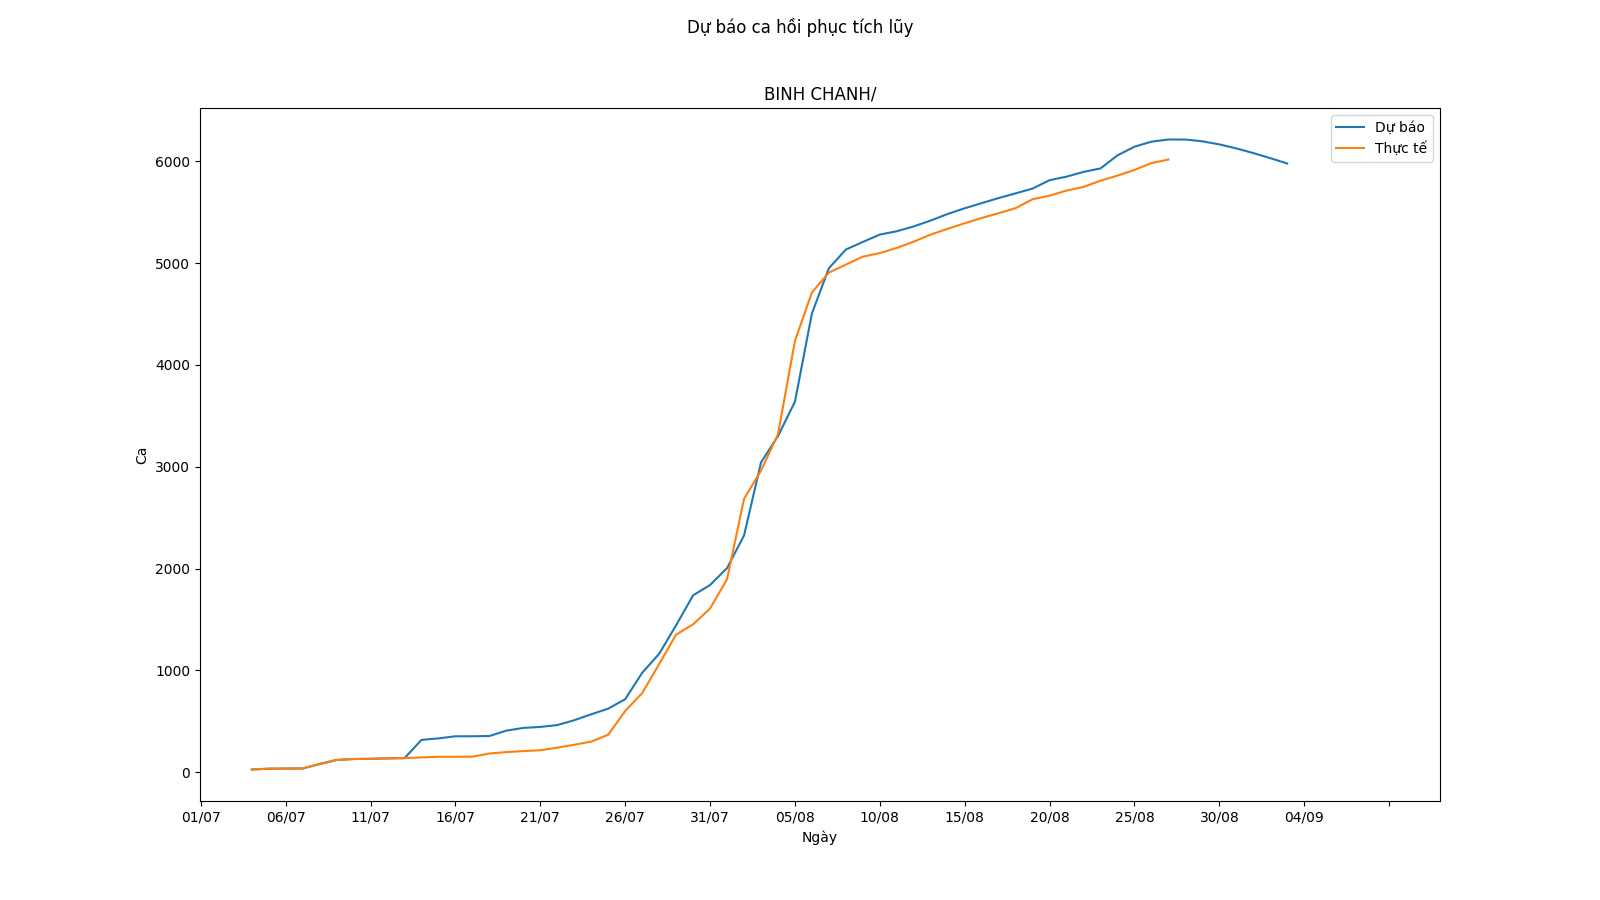 Dự báo ca hồi phục tích lũy
BINH CHANH/
Dự báo
Thực tế
6000
5000
4000
3000
2000
1000
0
Ca
01/07 06/07 11/07 16/07 21/07 26/07 31/07 05/08 10/08 15/08 20/08 25/08 30/08 04/09
Ngày